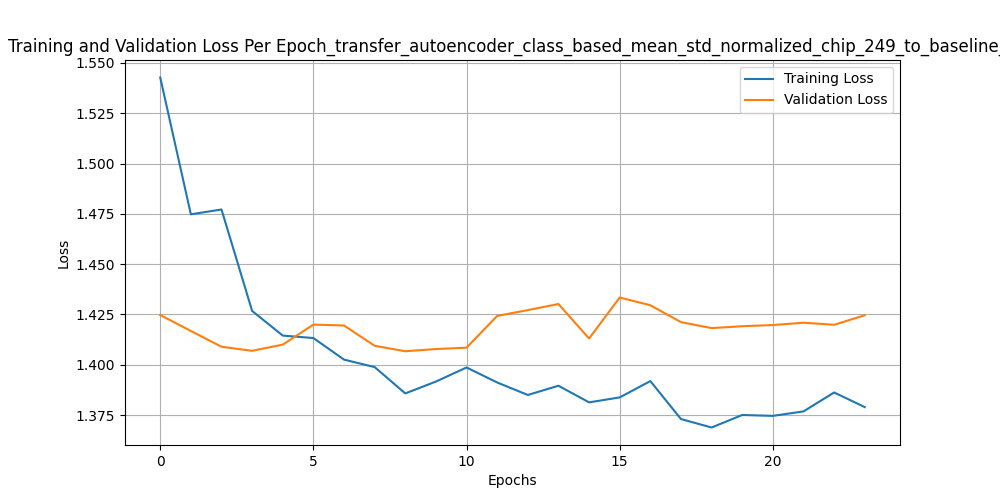 Training and Validation Loss Per Epoch_transfer_autoencoder_class_based_mean_std_normalized_chip_249_to_baseline_
Training Loss
Validation Loss
1.550
1.525
1.500
1.475
1.450
1.425
1.400
1.375
Loss
0
5
10
15
20
Epochs